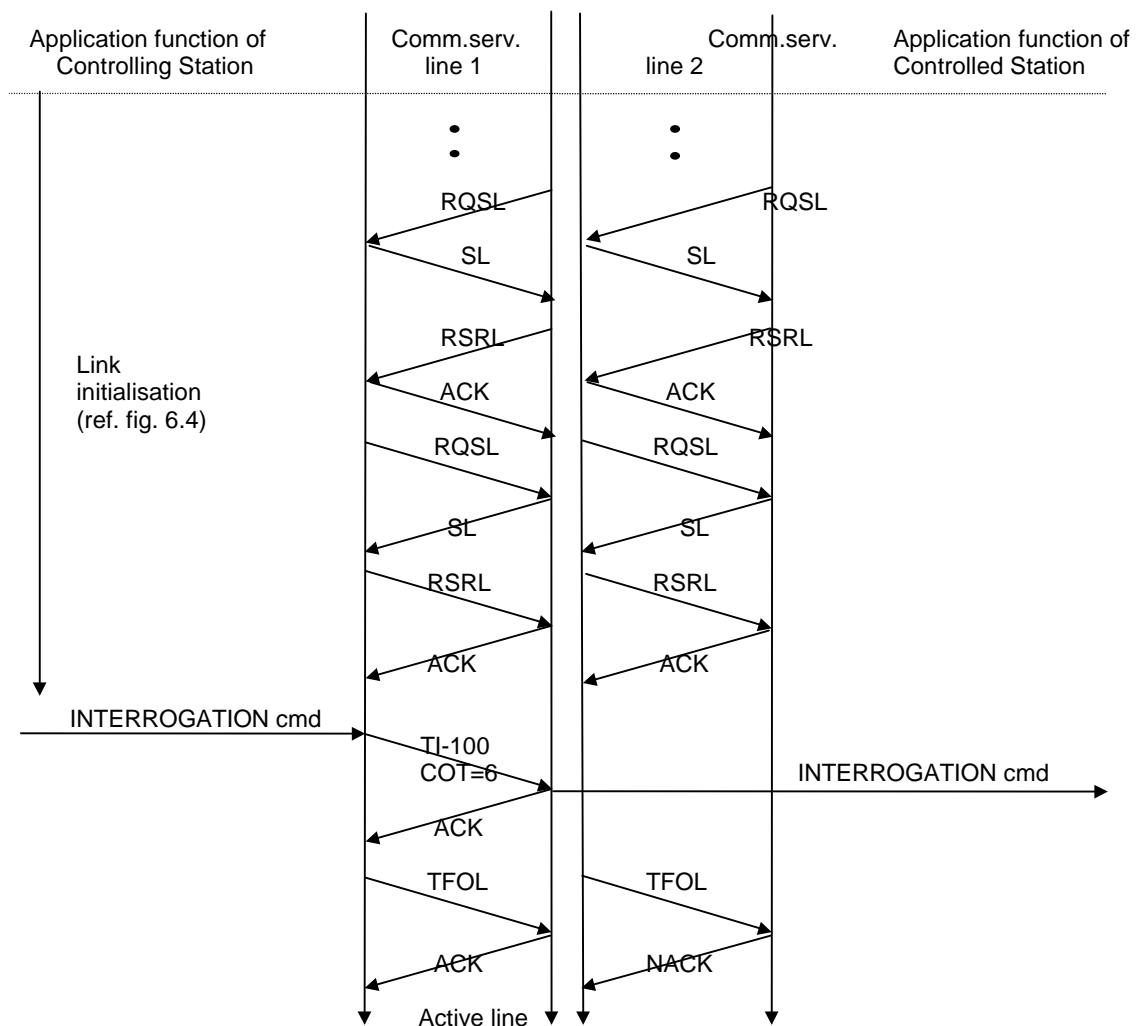 Application function of
Controlling Station
Comm.serv.
line 1
Comm.serv.
line 2
Application function of
Controlled Station
RQSL
RQSL
SL
SL
RSRL
RSRL
Link
initialisation
(ref. fig. 6.4)
ACK
ACK
RQSL
RQSL
SL
SL
RSRL
RSRL
ACK
ACK
INTERROGATION cmd
TI-100
COT=6
INTERROGATION cmd
ACK
TFOL
TFOL
ACK
NACK
Active line